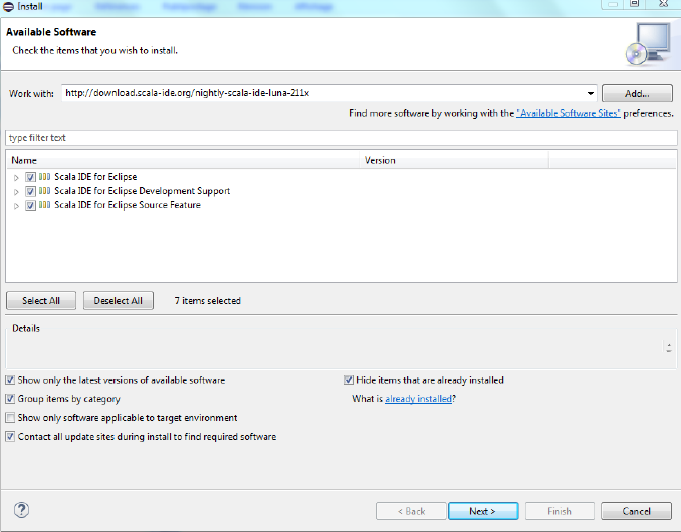 Install
Available Software
Check the items that you wish to install.
Work with: http://download.scala-ide.org/nightly-scala-ide-luna-211x Add...
Find more software by working with the "Available Software Sites" preferences.
type filter text
Name Version
Scala IDE for Eclipse
Scala IDE for Eclipse Development Support
Scala IDE for Eclipse Source Feature
Select All Deselect All 7 items selected
Details
Show only the latest versions of available software Hide items that are already installed
Group items by category What is already installed?
Show only software applicable to target environment
Contact all update sites during install to find required software
? < Back Next > Finish Cancel